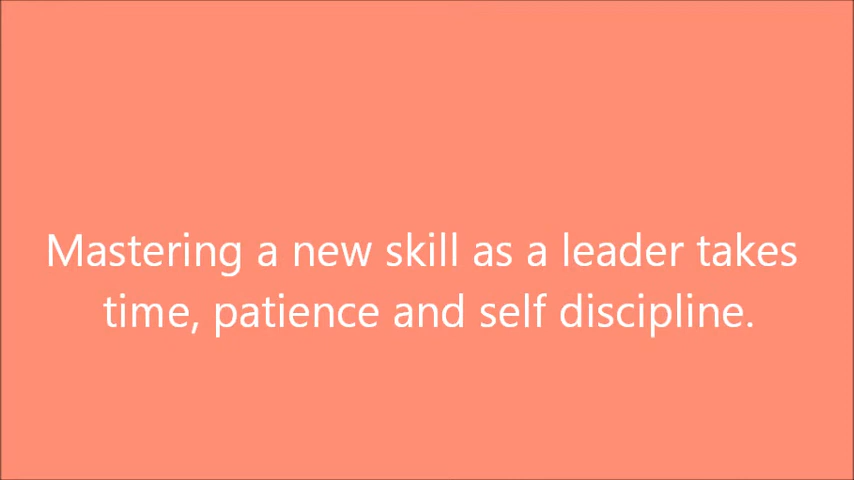 Mastering a new skill as a leader takes
time, patience and self discipline.